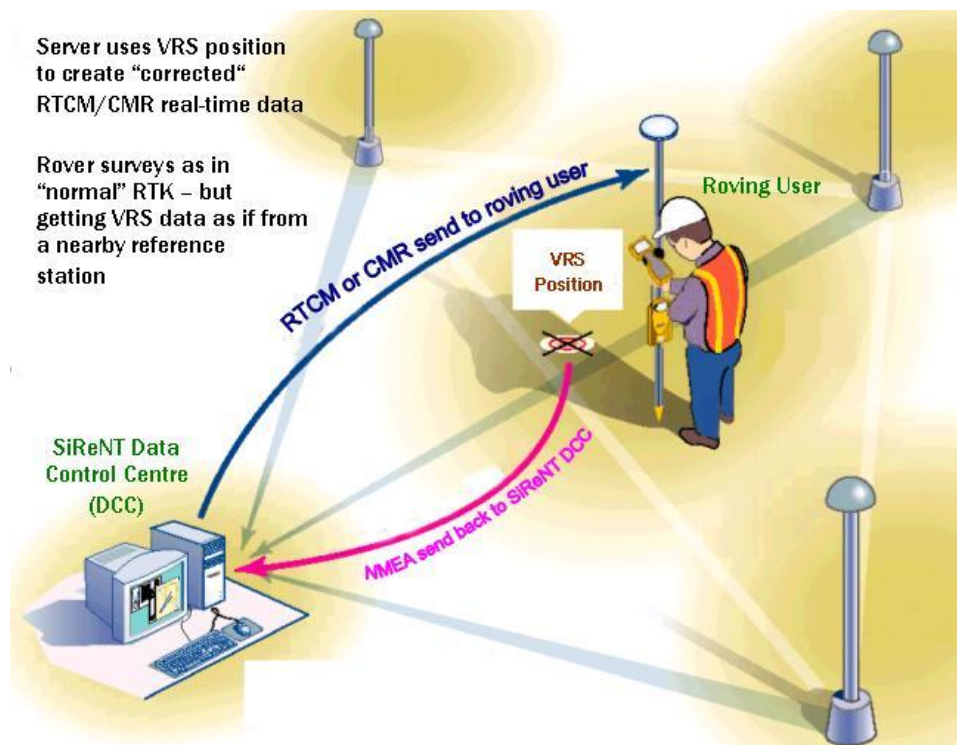 Server uses VRS position
to create “corrected“
RTCM/CMR real-time data
Rover surveys as in
“normal” RTK – but
getting VRS data as if from
a nearby reference
station
RTCM or CMR send to roving user
Roving User
VRS
Position
SiReNT Data
Control Centre
(DCC)
NMEA send back to SiReNT DCC